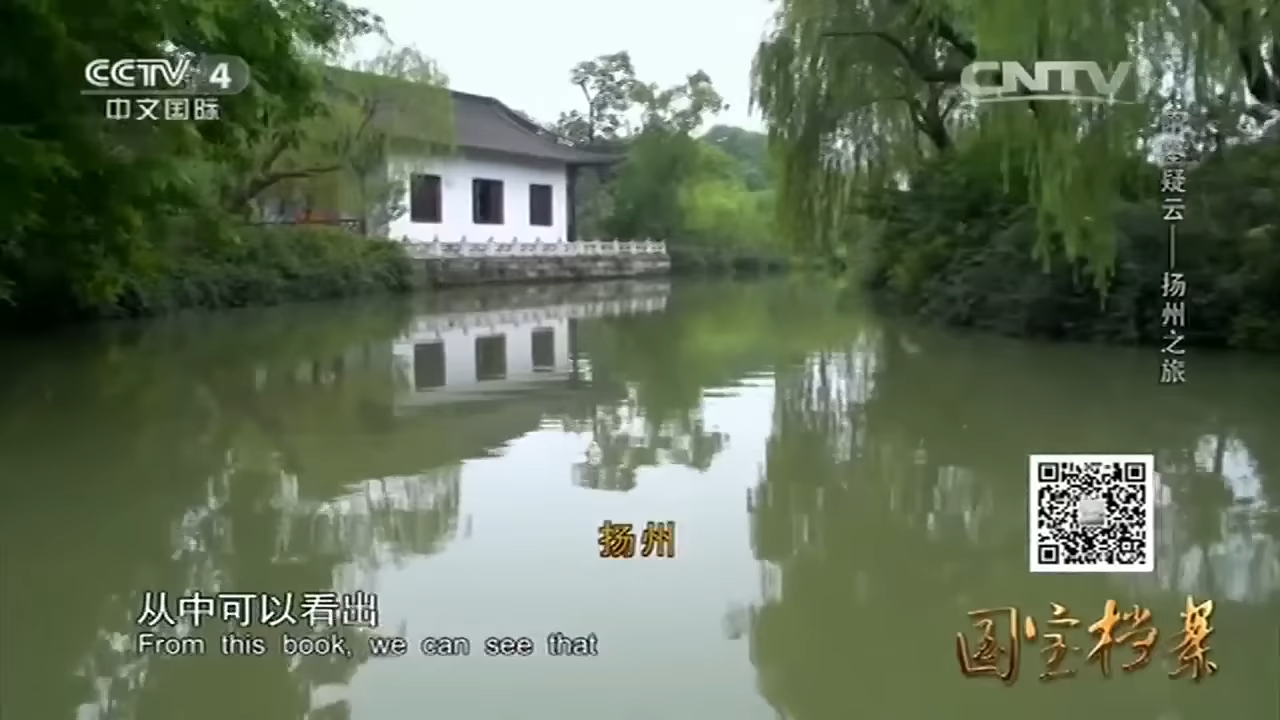 CCTV 4
中文国际
CNTV
疑云——扬州之旅
扬州
从中可以看出
From this book, we can see that
国宝档案